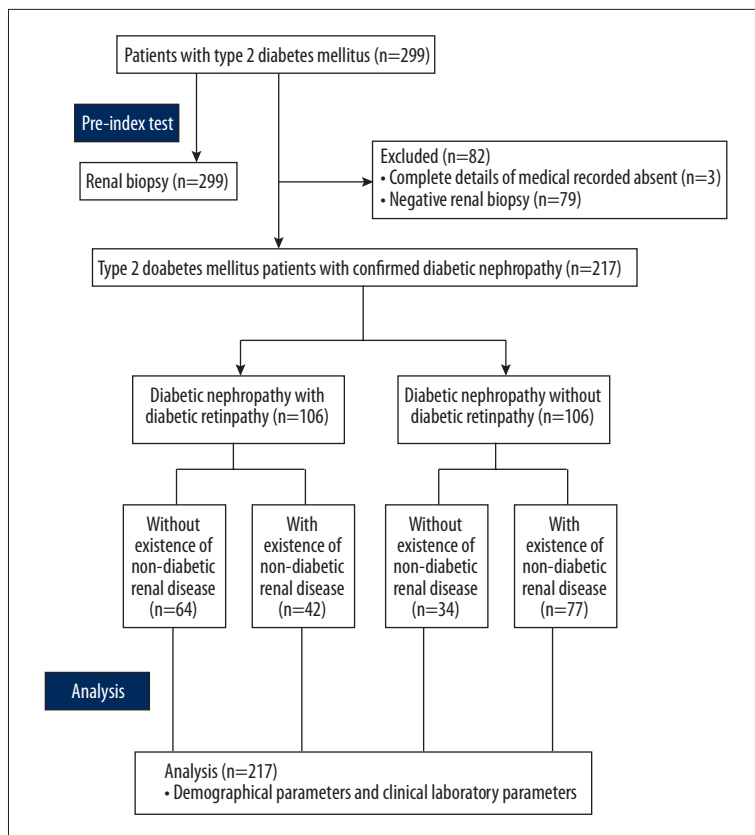 Patients with type 2 diabetes mellitus (n=299)
Pre-index test
Renal biopsy (n=299)
Excluded (n=82)
• Complete details of medical recorded absent (n=3)
• Negative renal biopsy (n=79)
Type 2 doabetes mellitus patients with confirmed diabetic nephropathy (n=217)
Diabetic nephropathy with
diabetic retinpathy (n=106)
Diabetic nephropathy without
diabetic retinpathy (n=106)
Without
existence of
non-diabetic
renal disease
(n=64)
With
existence of
non-diabetic
renal disease
(n=42)
Without
existence of
non-diabetic
renal disease
(n=34)
With
existence of
non-diabetic
renal disease
(n=77)
Analysis
Analysis (n=217)
• Demographical parameters and clinical laboratory parameters